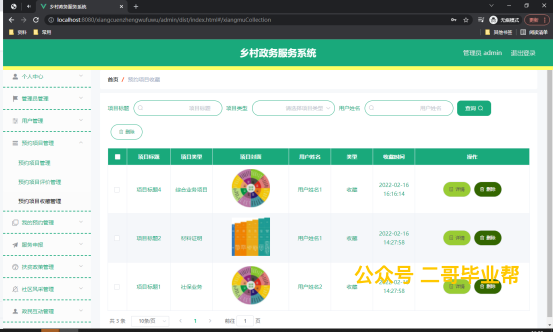 乡村政务服务系统
localhost:8080/xiangcunzhengwufuwu/admin/dist/index.html#/xiangmuCollection
无痕模式
资料 常用 其他书签 阅读清单
乡村政务服务系统
管理员 admin 退出登录
个人中心
首页 / 预约项目收藏
管理员管理
项目标题 项目标题 项目类型 请选择项目类型 用户姓名 用户姓名 查询
用户管理
删除
预约项目管理
项目标题 项目类型 项目封面 用户姓名 类型 收藏时间 操作
预约项目管理
预约项目评价管理
项目标题4 综合业务项目 用户姓名1 收藏 2022-02-16 16:16:14 详情 删除
预约项目收藏管理
我的预约管理
项目标题2 材料证明 用户姓名1 收藏 2022-02-16 14:27:58 详情 删除
服务申报
扶贫政策管理
公众号 二哥毕业帮
项目标题1 社保业务 用户姓名2 收藏 14:27:58 详情 删除
社区风采管理
政民互动管理
共 3 条 10条/页 1 前往 1 页